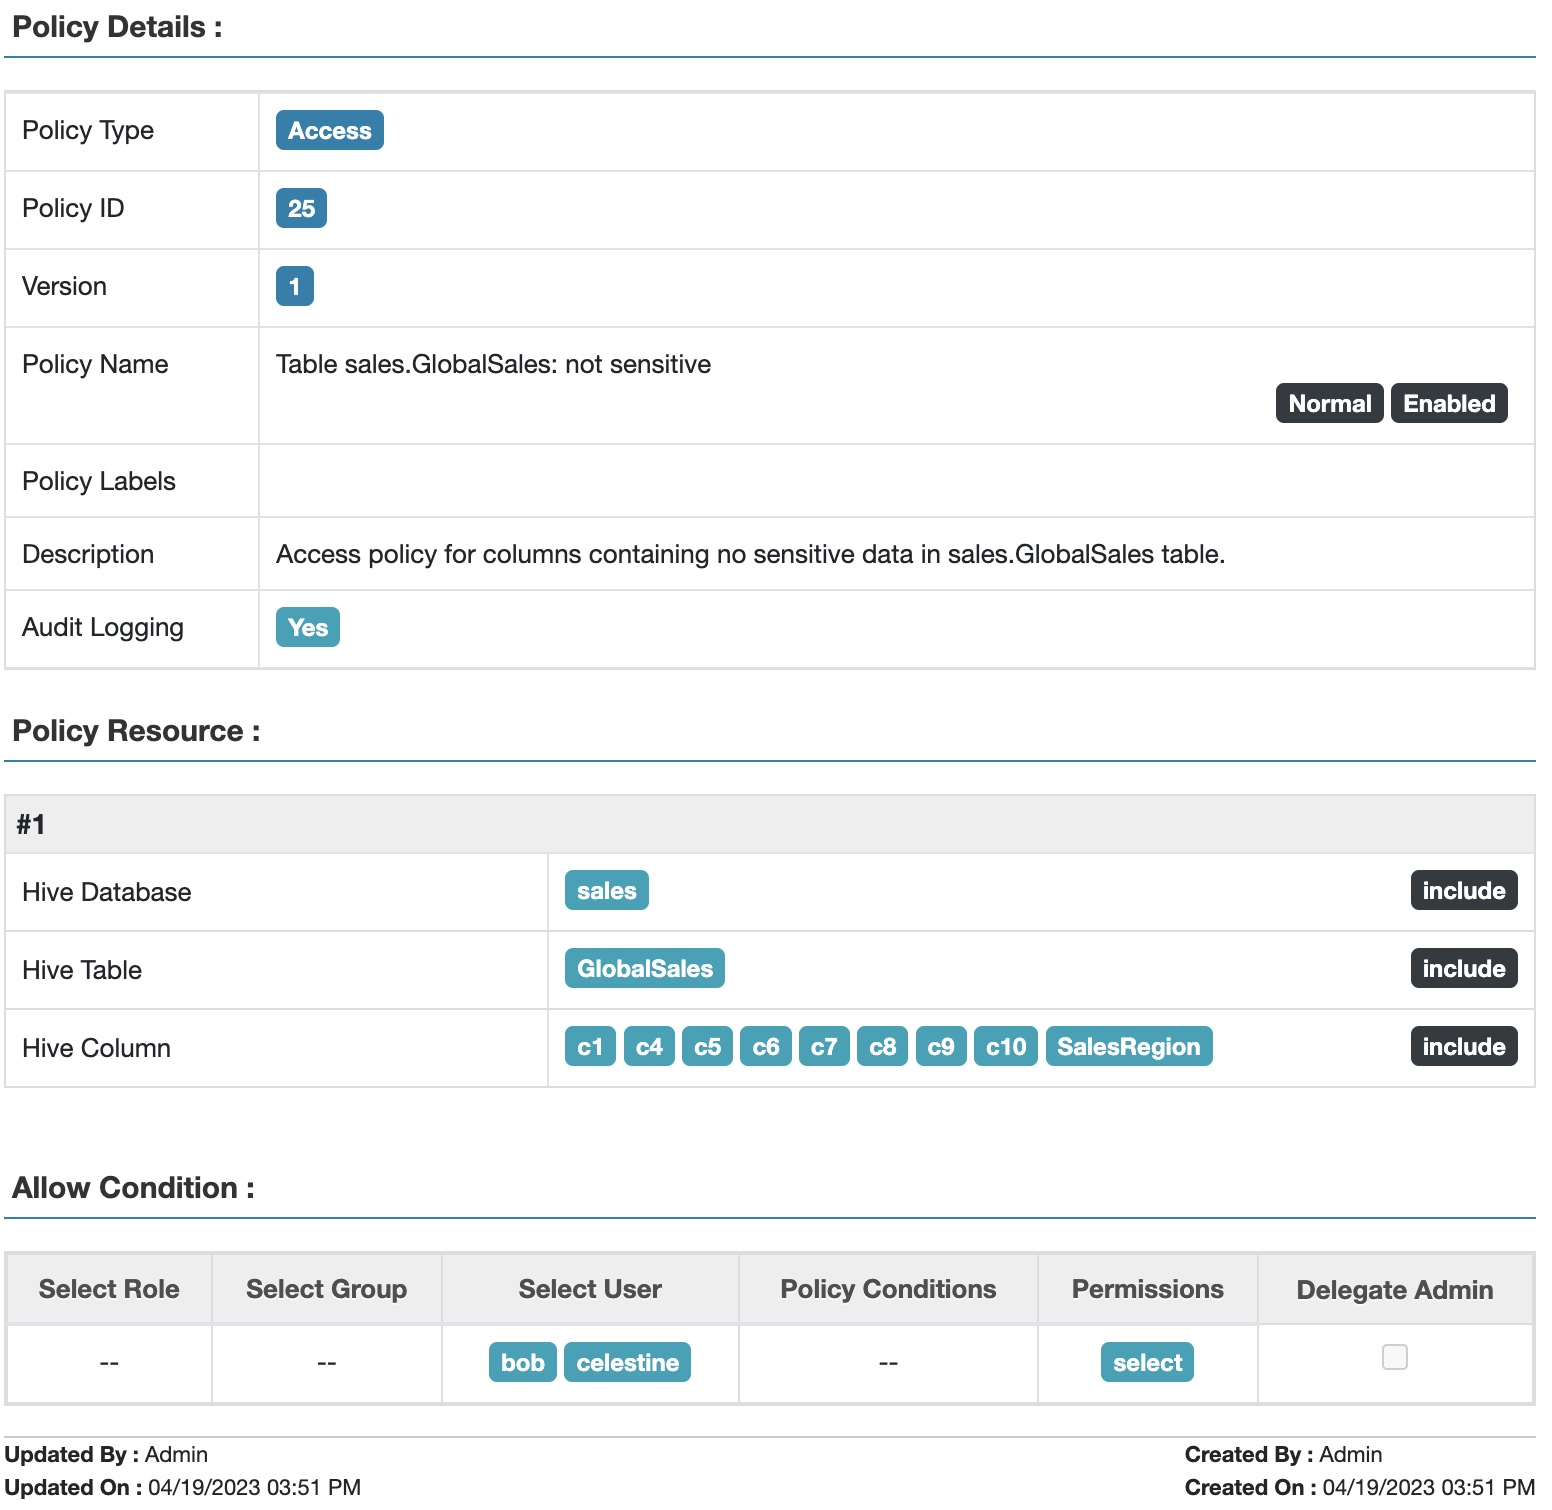 Policy Details :
Policy Type Access
Policy ID 25
Version 1
Policy Name Table sales.GlobalSales: not sensitive
Normal Enabled
Policy Labels
Description Access policy for columns containing no sensitive data in sales.GlobalSales table.
Audit Logging Yes
Policy Resource :
#1
Hive Database sales include
Hive Table GlobalSales include
Hive Column c1 c4 c5 c6 c7 c8 c9 c10 SalesRegion include
Allow Condition :
Select Role Select Group Select User Policy Conditions Permissions Delegate Admin
-- -- bob celestine -- select
Updated By : Admin Created By : Admin
Updated On : 04/19/2023 03:51 PM Created On : 04/19/2023 03:51 PM